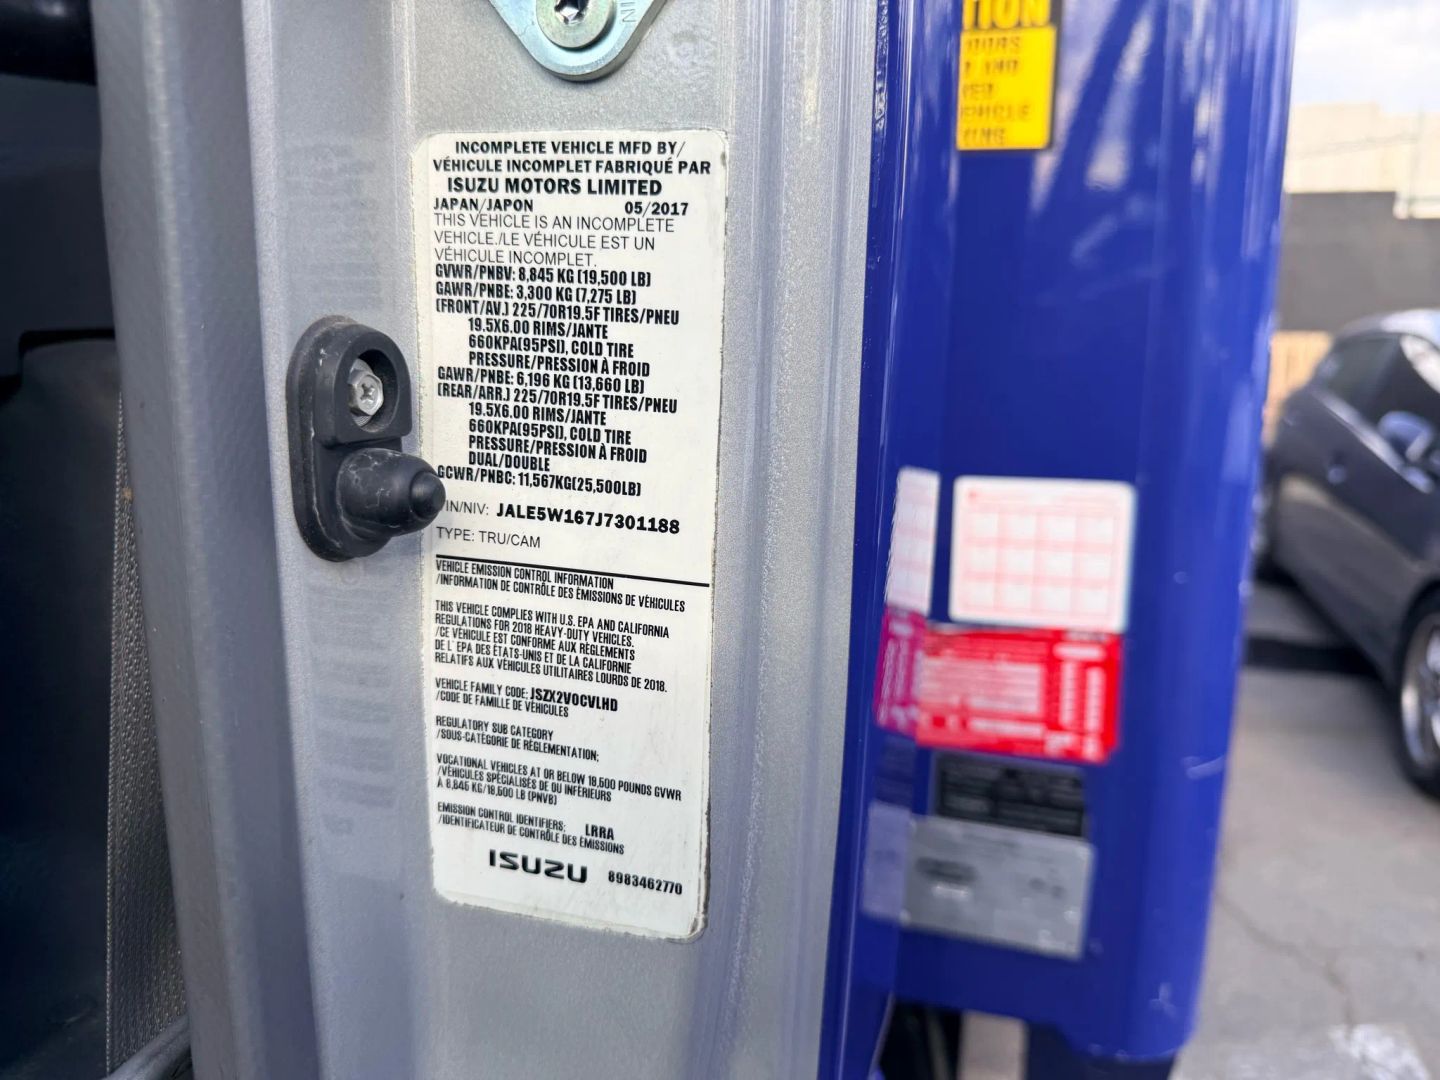 INCOMPLETE VEHICLE MFD BY/
VÉHICULE INCOMPLET FABRIQUÉ PAR
ISUZU MOTORS LIMITED
JAPAN/JAPON 05/2017
THIS VEHICLE IS AN INCOMPLETE
VEHICLE./LE VÉHICULE EST UN
VÉHICULE INCOMPLET.
GVWR/PNBV: 8,845 KG (19,500 LB)
GAWR/PNBE: 3,300 KG (7,275 LB)
(FRONT/AV.) 225/70R19.5F TIRES/PNEU
19.5X6.00 RIMS/JANTE
660KPA(95PSI), COLD TIRE
PRESSURE/PRESSION À FROID
GAWR/PNBE: 6,196 KG (13,660 LB)
(REAR/ARR.) 225/70R19.5F TIRES/PNEU
19.5X6.00 RIMS/JANTE
660KPA(95PSI), COLD TIRE
PRESSURE/PRESSION À FROID
DUAL/DOUBLE
GCWR/PNBC: 11,567KG(25,500LB)
IN/NIV: JALE5W167J7301188
TYPE: TRU/CAM
VEHICLE EMISSION CONTROL INFORMATION
/INFORMATION DE CONTRÔLE DES ÉMISSIONS DE VÉHICULES
THIS VEHICLE COMPLIES WITH U.S. EPA AND CALIFORNIA
REGULATIONS FOR 2018 HEAVY-DUTY VEHICLES.
/CE VÉHICULE EST CONFORME AUX RÈGLEMENTS
DE L'EPA DES ÉTATS-UNIS ET DE LA CALIFORNIE
RELATIFS AUX VÉHICULES UTILITAIRES LOURDS DE 2018.
VEHICLE FAMILY CODE: JSZX2VOCVLHD
/CODE DE FAMILLE DE VÉHICULES
REGULATORY SUB CATEGORY
/SOUS-CATÉGORIE DE RÉGLEMENTATION;
VOCATIONAL VEHICLES AT OR BELOW 19,500 POUNDS GVWR
/VÉHICULES SPÉCIALISÉS DE OU INFÉRIEURS
À 8,845 KG/19,500 LB (PNVB)
EMISSION CONTROL IDENTIFIERS: LRRA
/IDENTIFICATEUR DE CONTRÔLE DES ÉMISSIONS
ISUZU 8983462770